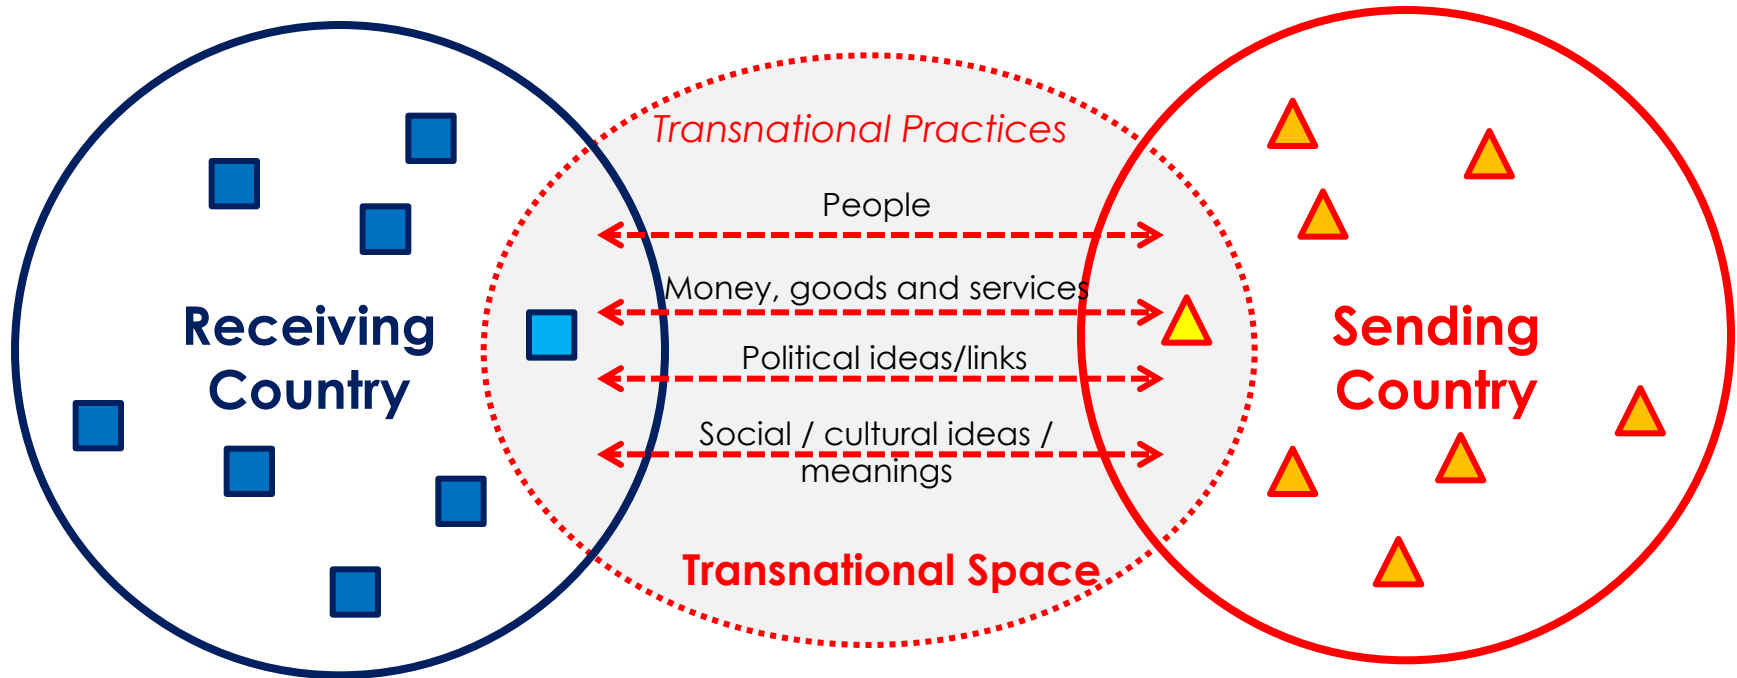 Transnational Practices
People
Money, goods and services
Receiving
Country
Political ideas/links
Social / cultural ideas /
meanings
Sending
Country
Transnational Space